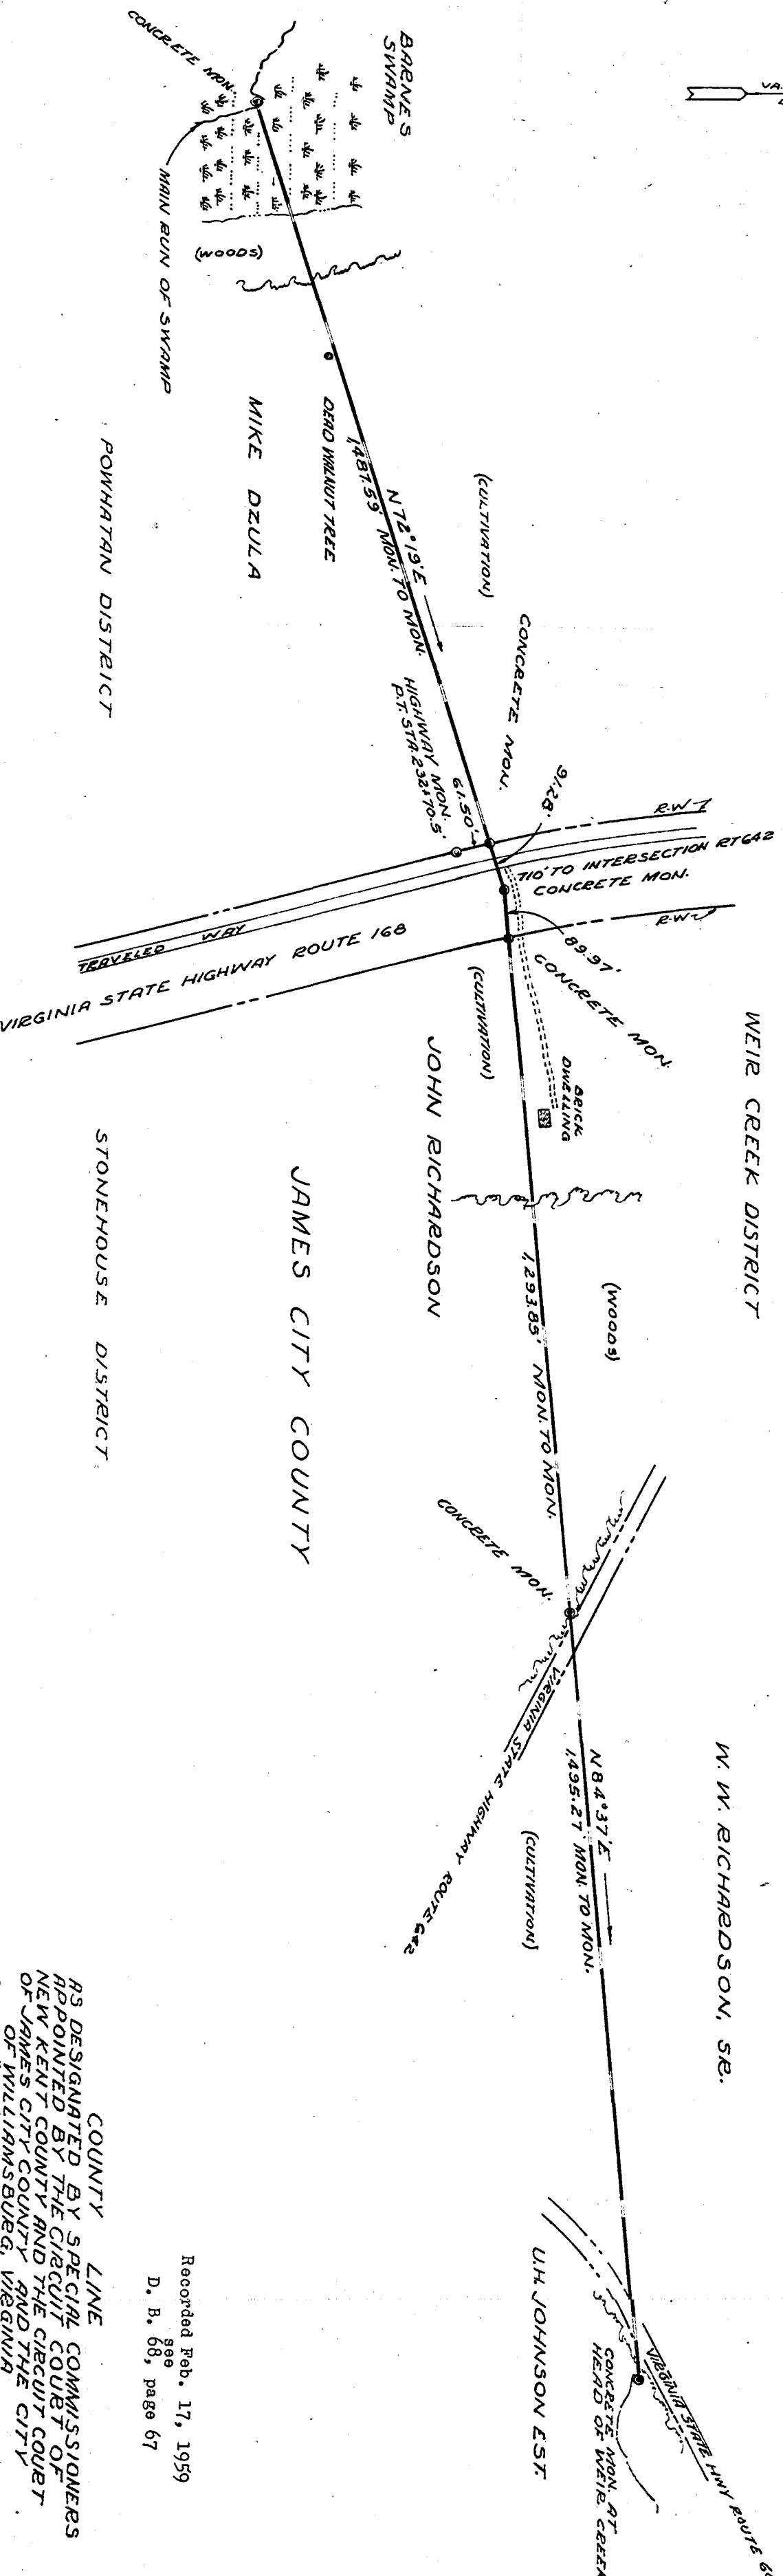 VA.
BARNES
SWAMP
CONCRETE MON.
MAIN RUN OF SWAMP
(WOODS)
DEAD WALNUT TREE
MIKE DZULA
POWHATAN DISTRICT
(CULTIVATION)
N 72° 19' E
1,487.59' MON. TO MON.
CONCRETE MON.
HIGHWAY MON.
P.T. STA. 232+70.5'
61.50'
91.28'
R.W.
710' TO INTERSECTION RT 642
CONCRETE MON.
R.W.
89.97'
CONCRETE MON.
TRAVELED WAY
VIRGINIA STATE HIGHWAY ROUTE 168
(CULTIVATION)
BRICK
DWELLING
WEIR CREEK DISTRICT
JOHN RICHARDSON
JAMES CITY COUNTY
STONEHOUSE DISTRICT
(WOODS)
1,293.85' MON. TO MON.
CONCRETE MON.
VIRGINIA STATE HIGHWAY ROUTE 642
N 84° 37' E
1,495.27' MON. TO MON.
(CULTIVATION)
W. W. RICHARDSON, SR.
U.H. JOHNSON EST.
VIRGINIA STATE HWY ROUTE
CONCRETE MON. AT
HEAD OF WEIR CREEK
COUNTY LINE
AS DESIGNATED BY SPECIAL COMMISSIONERS
APPOINTED BY THE CIRCUIT COURT OF
NEW KENT COUNTY AND THE CIRCUIT COURT
OF JAMES CITY COUNTY AND THE CITY
OF WILLIAMSBURG, VIRGINIA
Recorded Feb. 17, 1959
see
D. B. 68, page 67